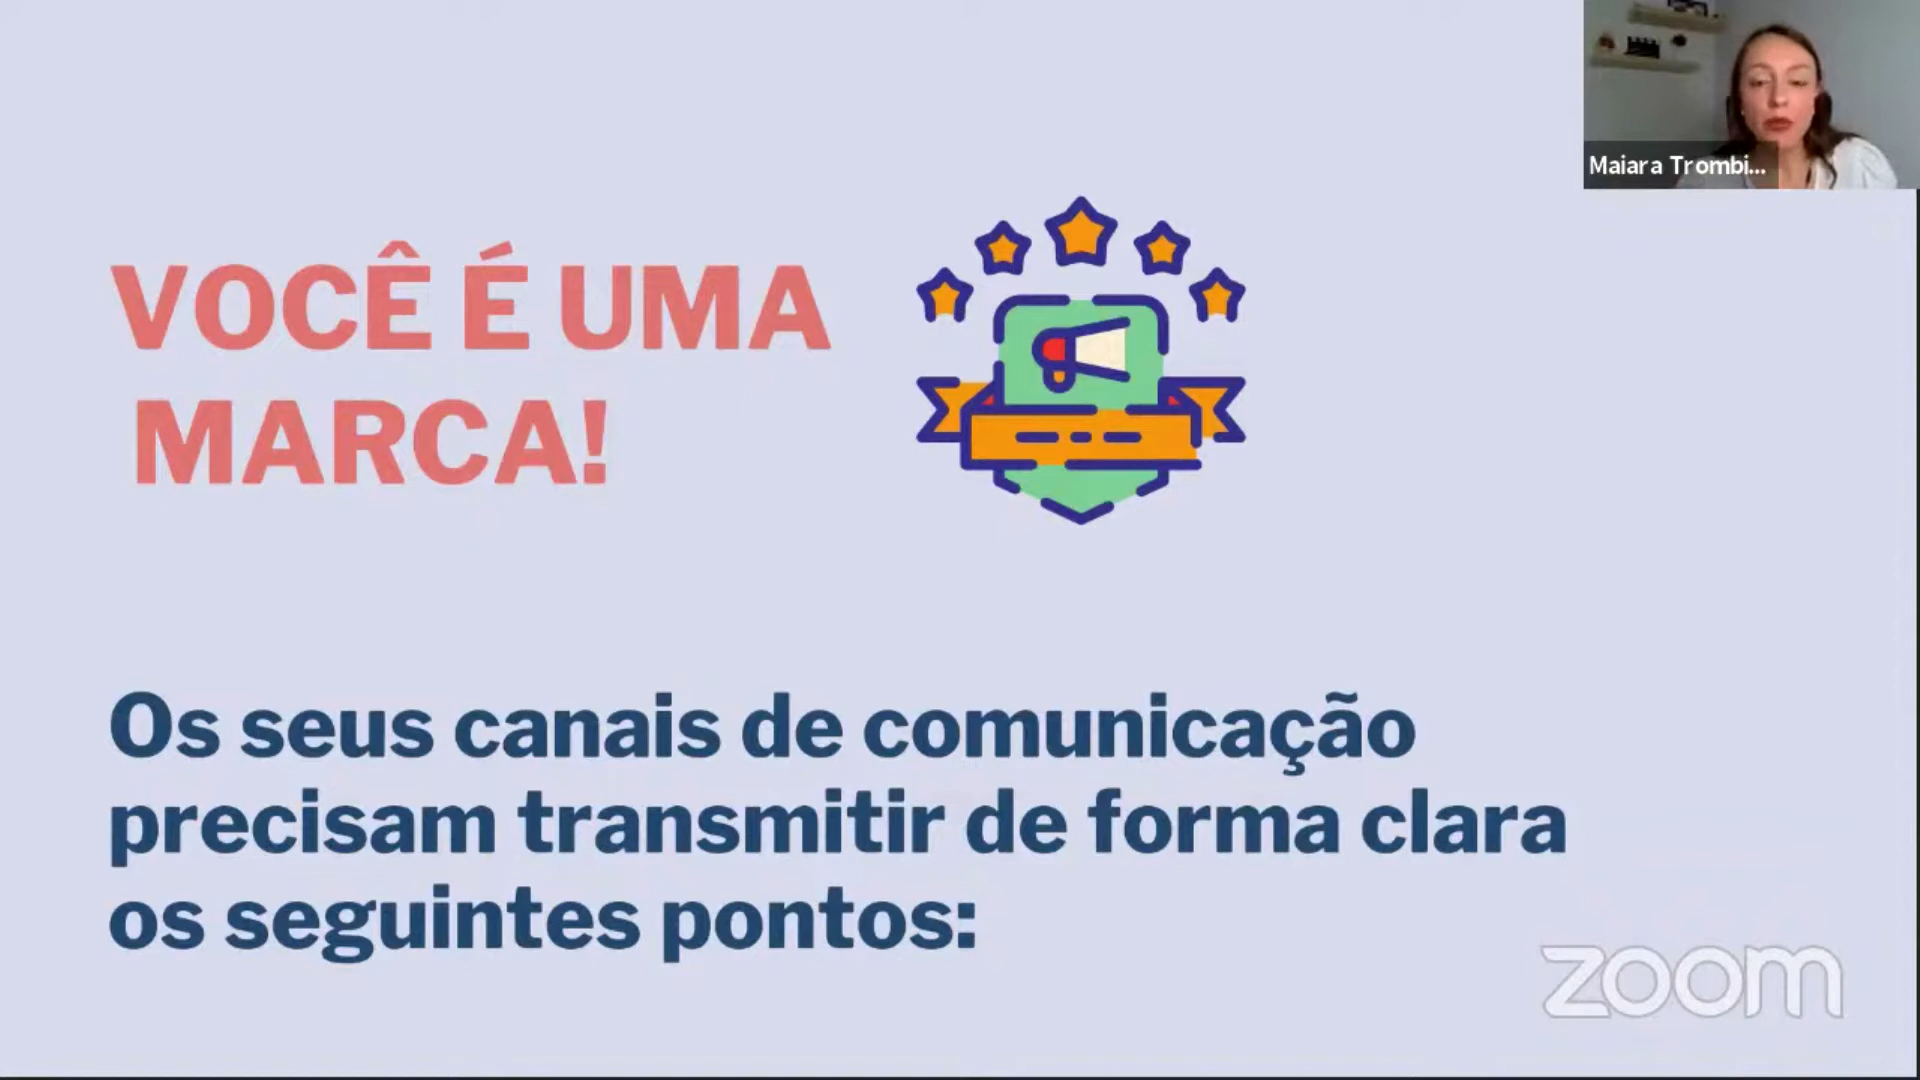 Maiara Trombi...
VOCÊ É UMA
MARCA!
Os seus canais de comunicação
precisam transmitir de forma clara
os seguintes pontos:
zoom